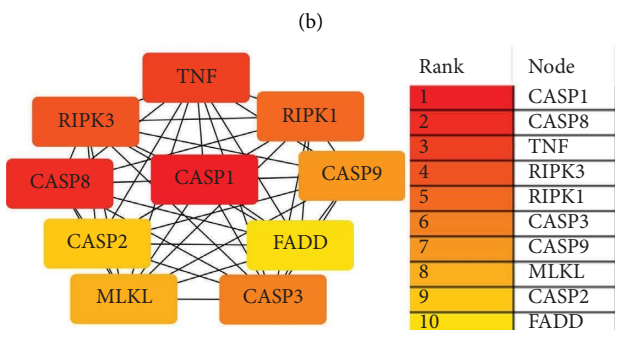 (b)
TNF
RIPK3
RIPK1
CASP8
CASP1
CASP9
CASP2
FADD
MLKL
CASP3
Rank Node
1 CASP1
2 CASP8
3 TNF
4 RIPK3
5 RIPK1
6 CASP3
7 CASP9
8 MLKL
9 CASP2
10 FADD